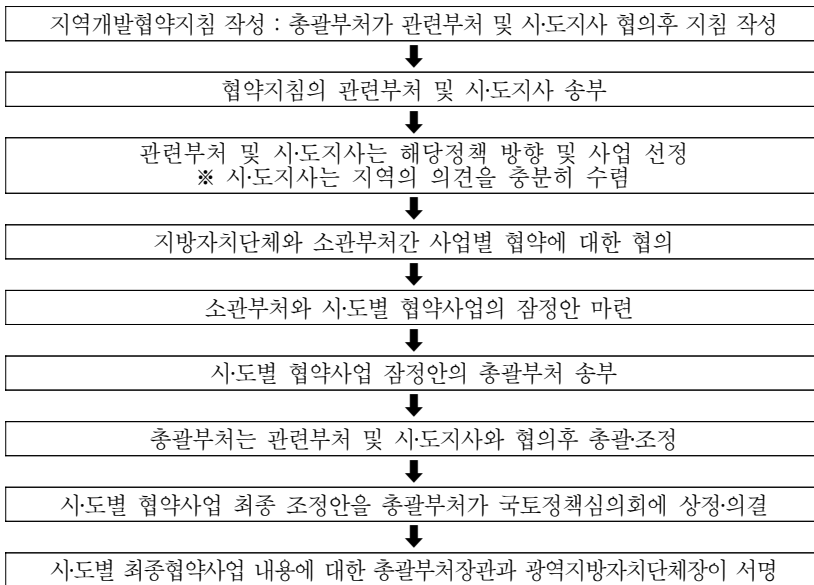 지역개발협약지침 작성 : 총괄부처가 관련부처 및 시·도지사 협의후 지침 작성
협약지침의 관련부처 및 시·도지사 송부
관련부처 및 시·도지사는 해당정책 방향 및 사업 선정
※ 시·도지사는 지역의 의견을 충분히 수렴
지방자치단체와 소관부처간 사업별 협약에 대한 협의
소관부처와 시·도별 협약사업의 잠정안 마련
시·도별 협약사업 잠정안의 총괄부처 송부
총괄부처는 관련부처 및 시·도지사와 협의후 총괄·조정
시·도별 협약사업 최종 조정안을 총괄부처가 국토정책심의회에 상정·의결
시·도별 최종협약사업 내용에 대한 총괄부처장관과 광역지방자치단체장이 서명